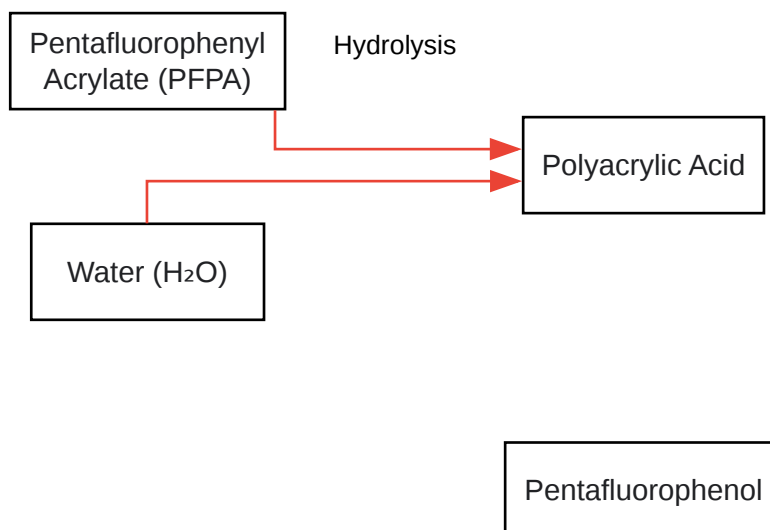 Pentafluorophenyl
Acrylate (PFPA)
Hydrolysis
Polyacrylic Acid
Water (H₂O)
Pentafluorophenol